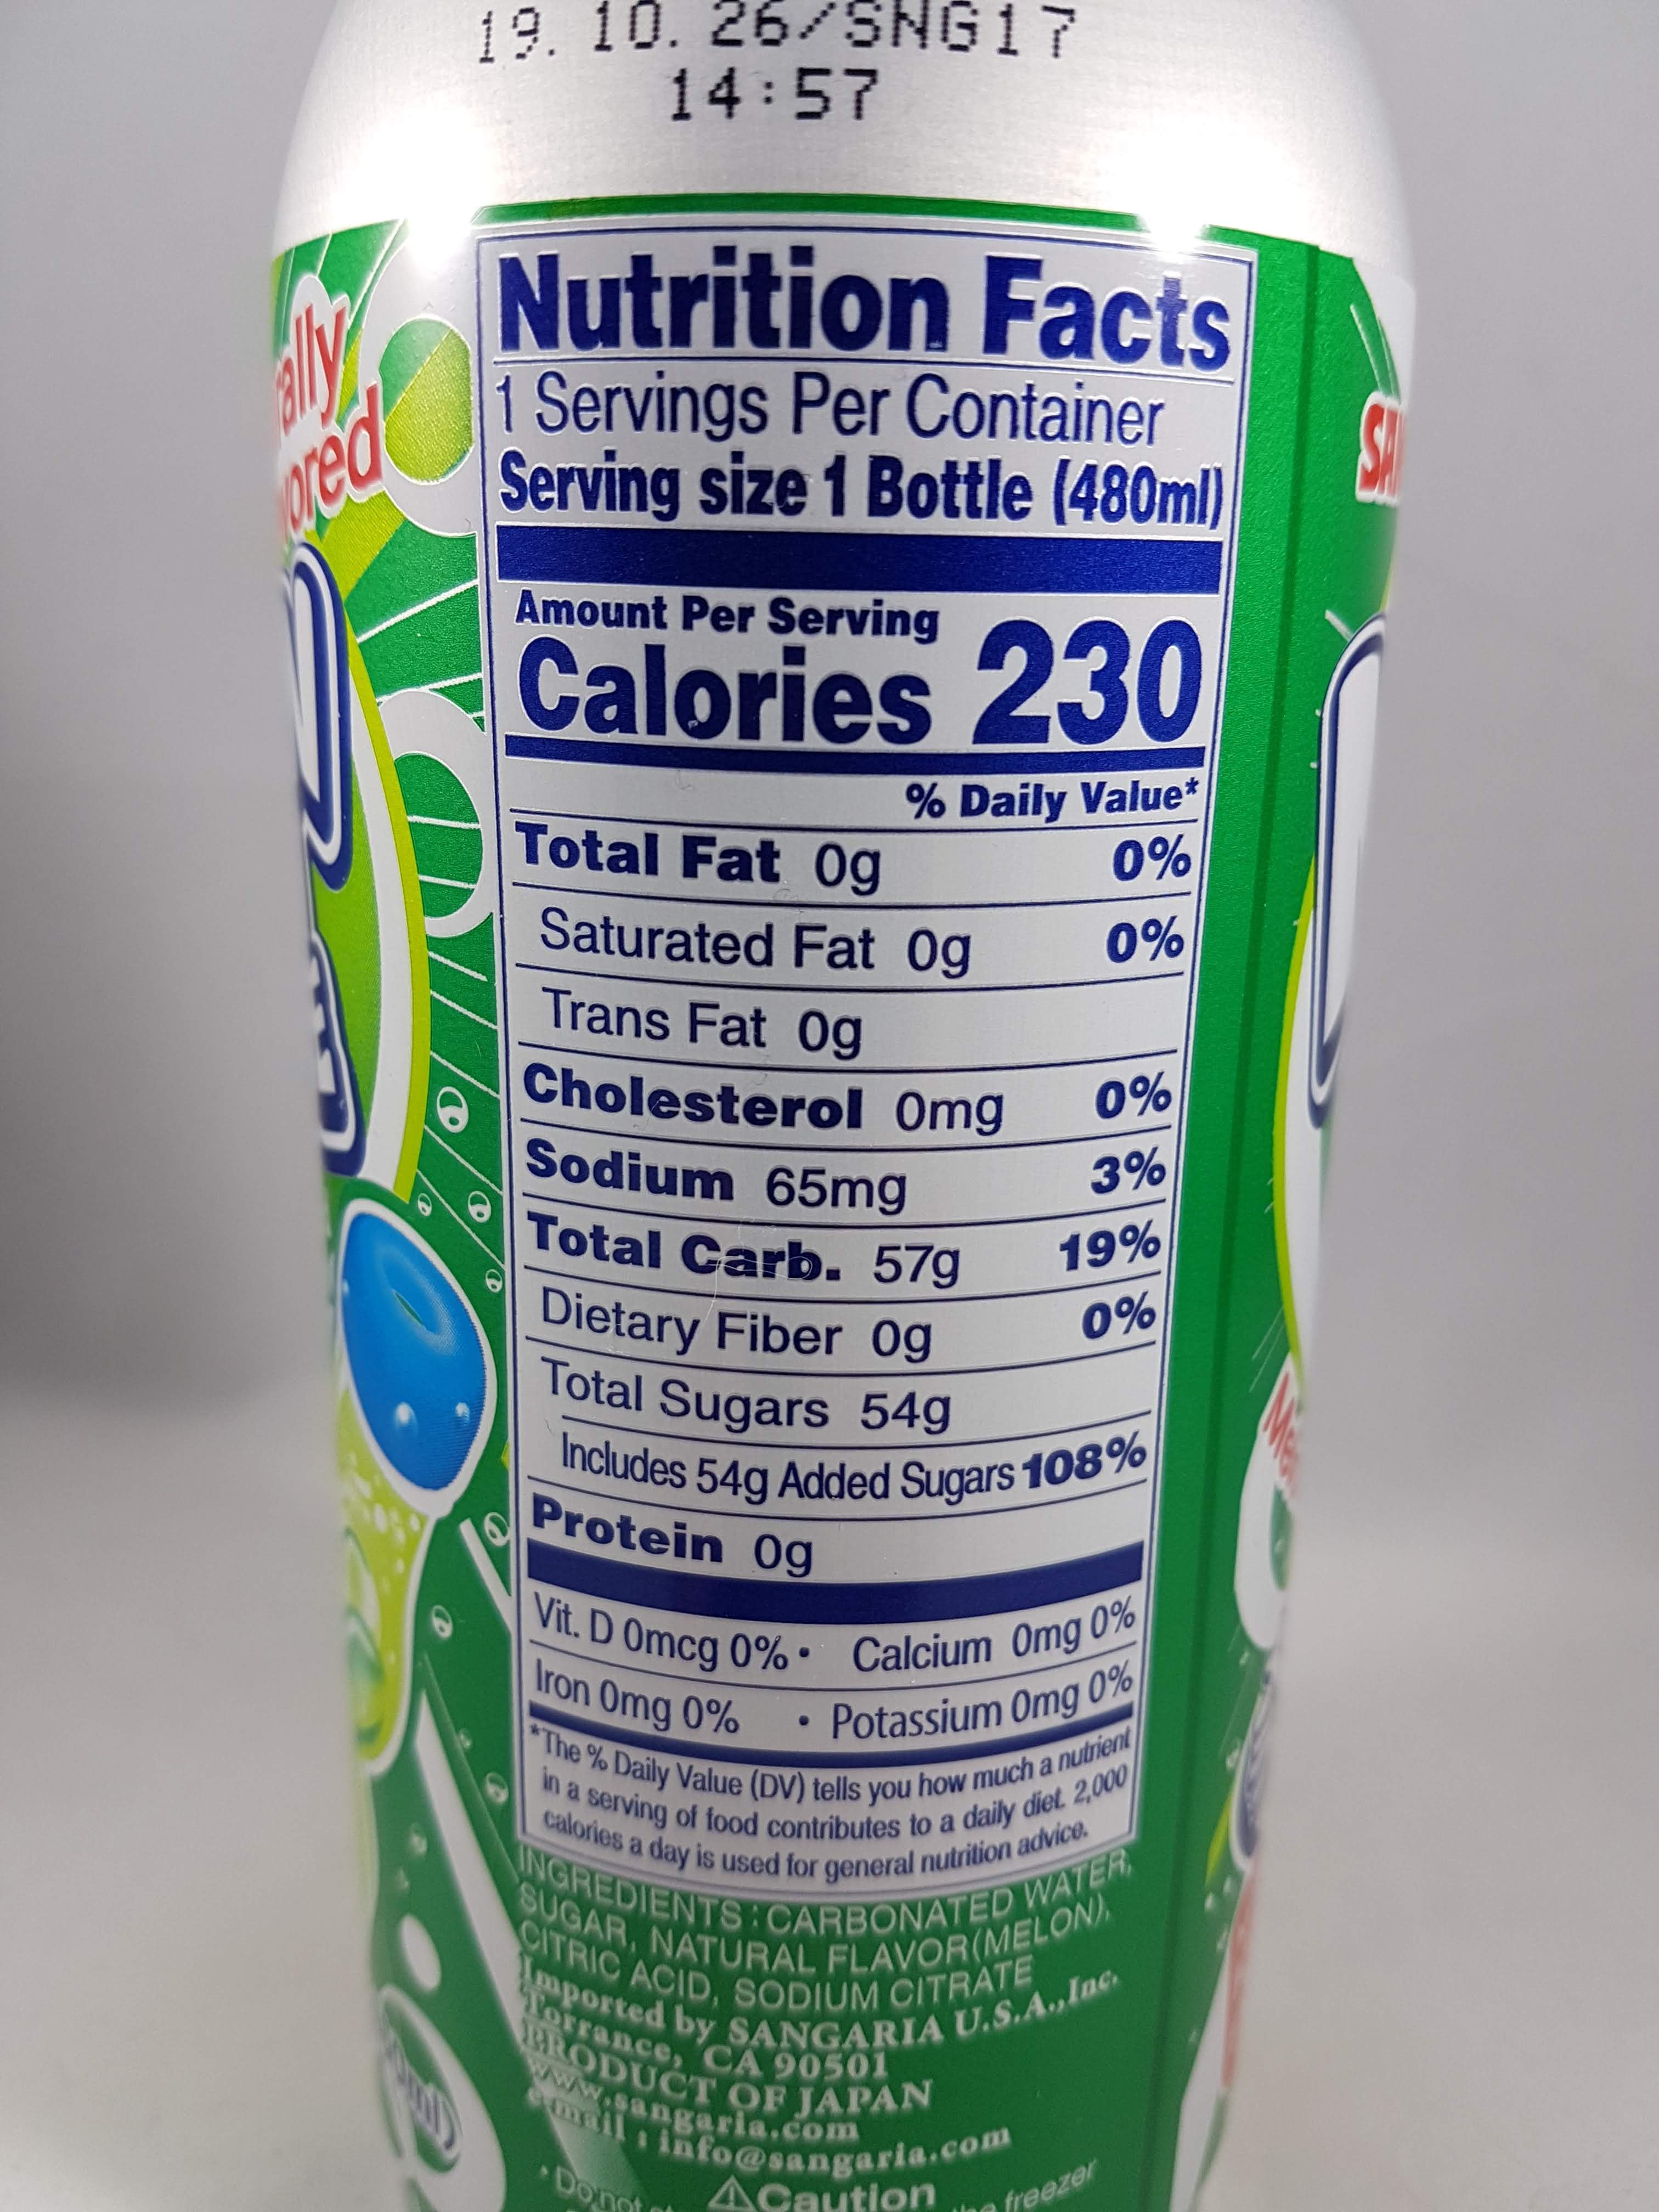 19. 10. 26/SNG17
14:57
Nutrition Facts
1 Servings Per Container
Serving size 1 Bottle (480ml)
Amount Per Serving
Calories 230
% Daily Value*
Total Fat 0g 0%
Saturated Fat 0g 0%
Trans Fat 0g
Cholesterol 0mg 0%
Sodium 65mg 3%
Total Carb. 57g 19%
Dietary Fiber 0g 0%
Total Sugars 54g
Includes 54g Added Sugars 108%
Protein 0g
Vit. D 0mcg 0% • Calcium 0mg 0%
Iron 0mg 0% • Potassium 0mg 0%
*The % Daily Value (DV) tells you how much a nutrient
in a serving of food contributes to a daily diet. 2,000
calories a day is used for general nutrition advice.
INGREDIENTS : CARBONATED WATER,
SUGAR, NATURAL FLAVOR(MELON),
CITRIC ACID, SODIUM CITRATE
Imported by SANGARIA U.S.A., Inc.
Torrance, CA 90501
PRODUCT OF JAPAN
www.sangaria.com
e-mail : info@sangaria.com
⚠Caution
• Do not freezer